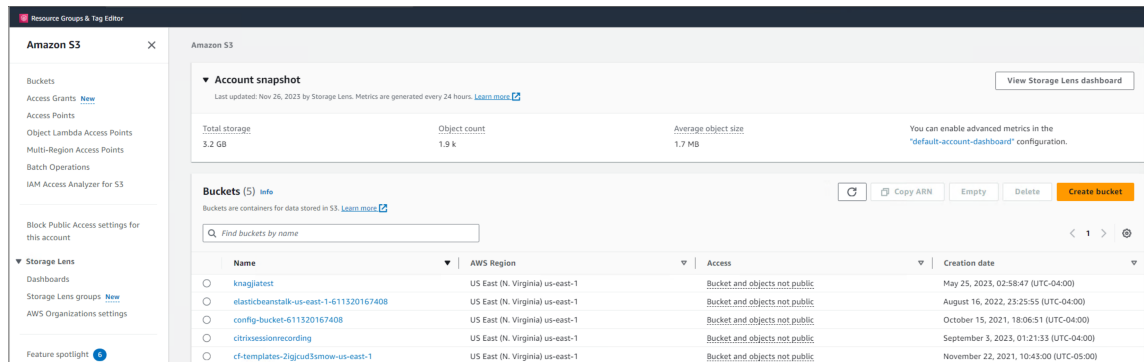 Resource Groups & Tag Editor
Amazon S3
Buckets
Access Grants New
Access Points
Object Lambda Access Points
Multi-Region Access Points
Batch Operations
IAM Access Analyzer for S3
Block Public Access settings for
this account
Storage Lens
Dashboards
Storage Lens groups New
AWS Organizations settings
Feature spotlight 6
Amazon S3
Account snapshot
View Storage Lens dashboard
Last updated: Nov 26, 2023 by Storage Lens. Metrics are generated every 24 hours. Learn more
Total storage Object count Average object size You can enable advanced metrics in the
3.2 GB 1.9 k 1.7 MB "default-account-dashboard" configuration.
Buckets (5) Info Copy ARN Empty Delete Create bucket
Buckets are containers for data stored in S3. Learn more
Find buckets by name 1
Name AWS Region Access Creation date
knagjiatest US East (N. Virginia) us-east-1 Bucket and objects not public May 25, 2023, 02:58:47 (UTC-04:00)
elasticbeanstalk-us-east-1-611320167408 US East (N. Virginia) us-east-1 Bucket and objects not public August 16, 2022, 23:25:55 (UTC-04:00)
config-bucket-611320167408 US East (N. Virginia) us-east-1 Bucket and objects not public October 15, 2021, 18:06:51 (UTC-04:00)
citrixsessionrecording US East (N. Virginia) us-east-1 Bucket and objects not public September 3, 2023, 01:21:33 (UTC-04:00)
cf-templates-2igjcud3smow-us-east-1 US East (N. Virginia) us-east-1 Bucket and objects not public November 22, 2021, 10:43:00 (UTC-05:00)